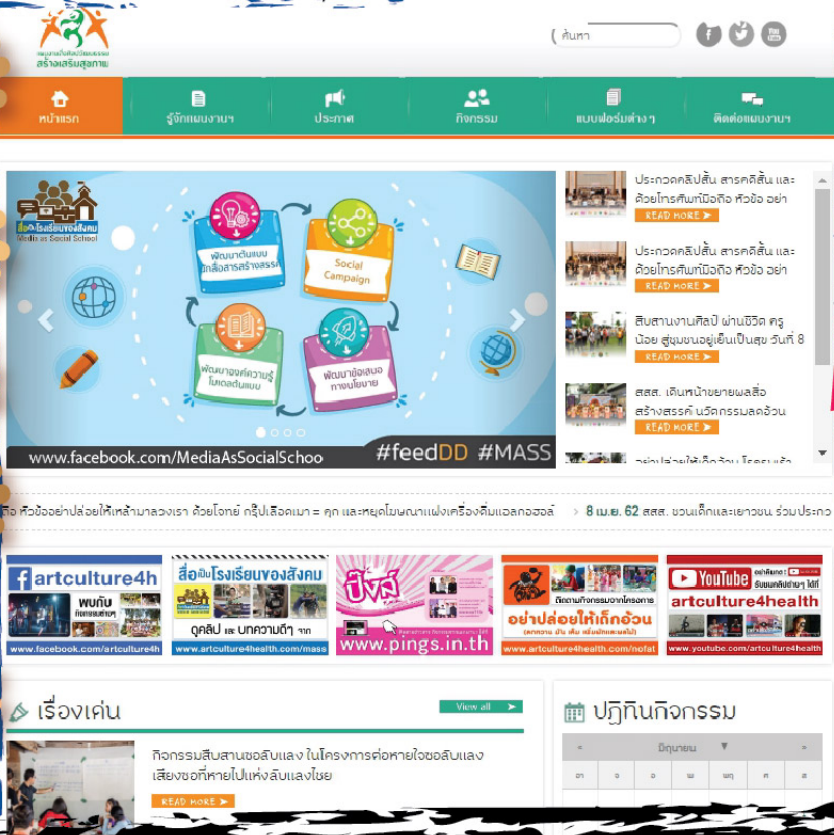 สร้างเสริมสุขภาพ
ค้นหา
You
Tube
หน้าแรก
รู้จักแผนงานฯ
ประกาศ
กิจกรรม
แบบฟอร์มต่าง ๆ
ติดต่อแผนงานฯ
สื่อเป็นโรงเรียนของสังคม
Media as Social School
พัฒนาต้นแบบ
นักสื่อสารสร้างสรรค์
Social
Campaign
พัฒนาองค์ความรู้
โมเดลต้นแบบ
พัฒนาข้อเสนอ
ทางนโยบาย
www.facebook.com/MediaAsSocialSchoo
#feedDD #MASS
ประกวดคลิปสั้น สารคดีสั้น และ
ด้วยโทรศัพท์มือถือ หัวข้อ อย่า
READ MORE
ประกวดคลิปสั้น สารคดีสั้น และ
ด้วยโทรศัพท์มือถือ หัวข้อ อย่า
READ MORE
สืบสานงานศิลป์ ผ่านชีวิต ครู
น้อย สู่ชุมชนอยู่เย็นเป็นสุข วันที่ 8
READ MORE
สสส. เดินหน้าขยายผลสื่อ
สร้างสรรค์ นวัตกรรมลดอ้วน
READ MORE
หัวข้ออย่าปล่อยให้เหล้ามาลวงเรา ด้วยโจทย์ กรุ๊ปเลือดเมา = คุก และหยุดโฆษณาแฝงเครื่องดื่มแอลกอฮอล์
8 เม.ย. 62 สสส. ชวนเด็กและเยาวชน ร่วมประกว
artculture4h
พบกับ
กิจกรรมต่างๆ
www.facebook.com/artculture4h
สื่อเป็นโรงเรียนของสังคม
ดูคลิป และ บทความดีๆ จาก
www.artculture4health.com/mass
ปิ๊งส์
www.pings.in.th
ติดตามกิจกรรมจากโครงการ
อย่าปล่อยให้เด็กอ้วน
www.artculture4health.com/nofat
YouTube
รับชมคลิปต่างๆ ได้ที่
artculture4health
www.youtube.com/artculture4health
เรื่องเด่น
View all
กิจกรรมสืบสานซอลับแลง ในโครงการต่อหายใจซอลับแลง
เสียงซอที่หายไปแห่งลับแลงไชย
READ MORE
ปฏิทินกิจกรรม
« มิถุนายน ▼ »
อา จ อ พ พฤ ศ ส